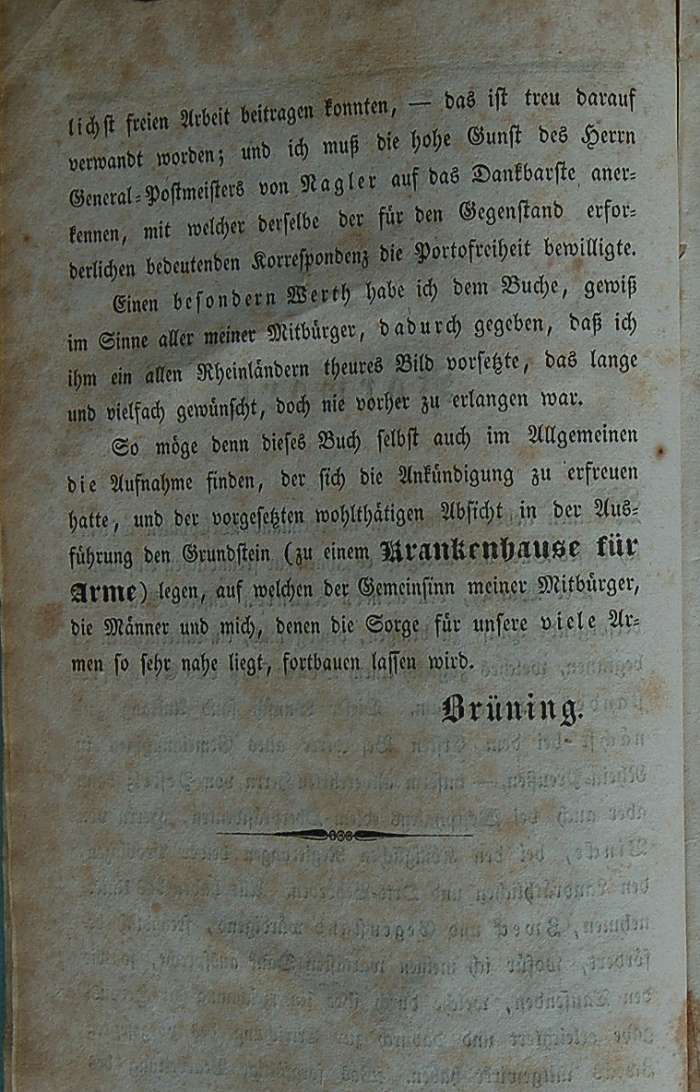 lichst freien Arbeit beitragen konnten, — das ist treu darauf
verwandt worden; und ich muß die hohe Gunst des Herrn
General-Postmeisters von Nagler auf das Dankbarste aner-
kennen, mit welcher derselbe der für den Gegenstand erfor-
derlichen bedeutenden Korrespondenz die Portofreiheit bewilligte.
Einen besondern Werth habe ich dem Buche, gewiß
im Sinne aller meiner Mitbürger, dadurch gegeben, daß ich
ihm ein allen Rheinländern theures Bild vorsetzte, das lange
und vielfach gewünscht, doch nie vorher zu erlangen war.
So möge denn dieses Buch selbst auch im Allgemeinen
die Aufnahme finden, der sich die Ankündigung zu erfreuen
hatte, und der vorgesetzten wohlthätigen Absicht in der Aus-
führung den Grundstein (zu einem Krankenhause für
Arme) legen, auf welchen der Gemeinsinn meiner Mitbürger,
die Männer und mich, denen die Sorge für unsere viele Ar-
men so sehr nahe liegt, fortbauen lassen wird.
Brüning.